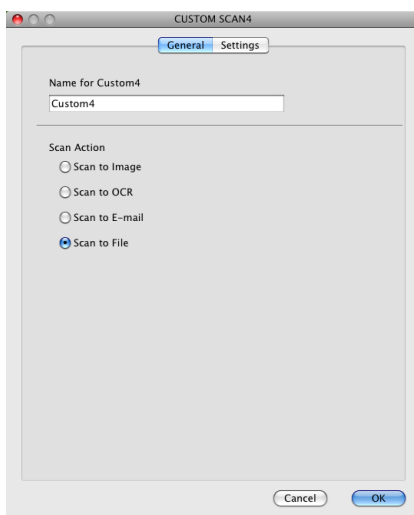 CUSTOM SCAN4
General Settings
Name for Custom4
Custom4
Scan Action
Scan to Image
Scan to OCR
Scan to E-mail
Scan to File
Cancel OK